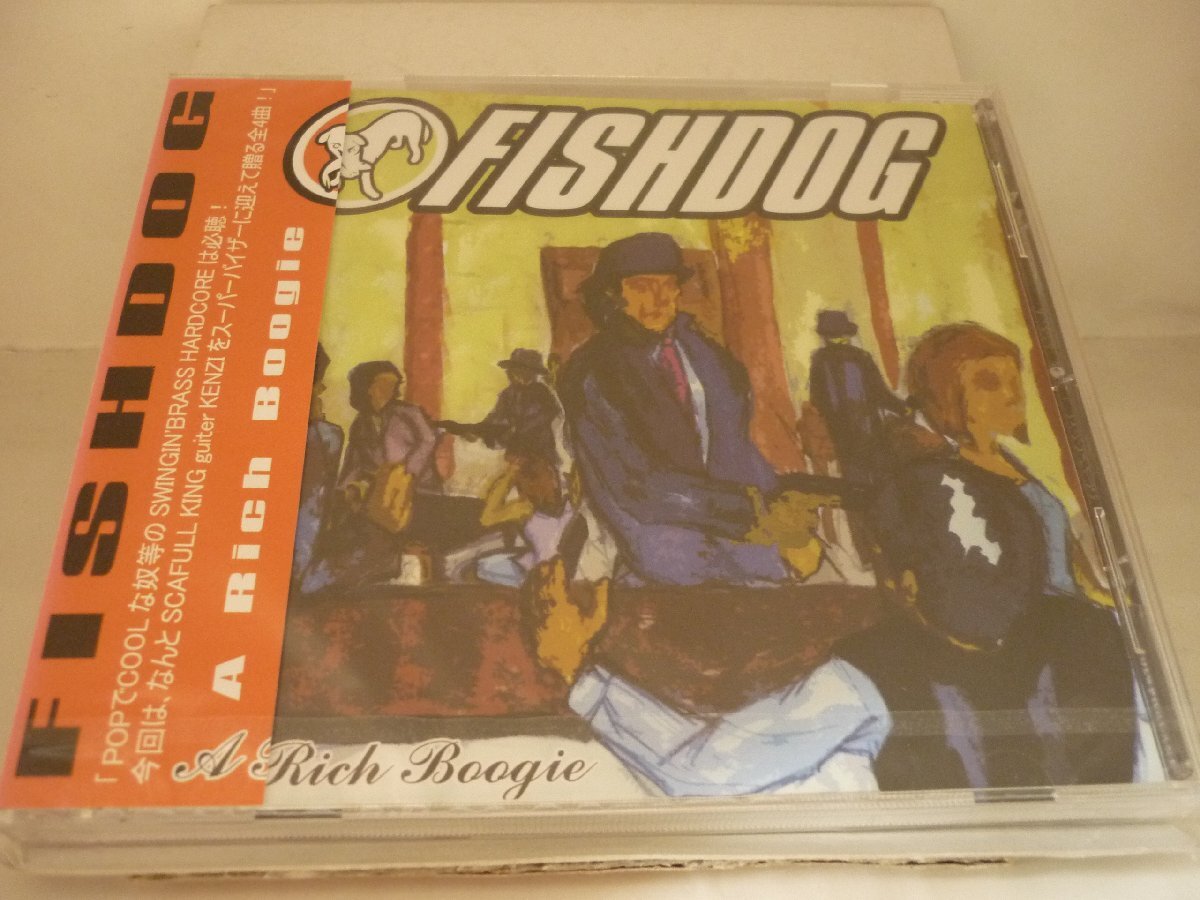 FISHDOG
「POPでCOOLな奴等のSWINGIN'BRASS HARDCOREは必聴！
今回は、なんとSCAFULL KING guiter KENZIをスーパーバイザーに迎えて贈る全4曲！」
A Rich Boogie
FISHDOG
A Rich Boogie